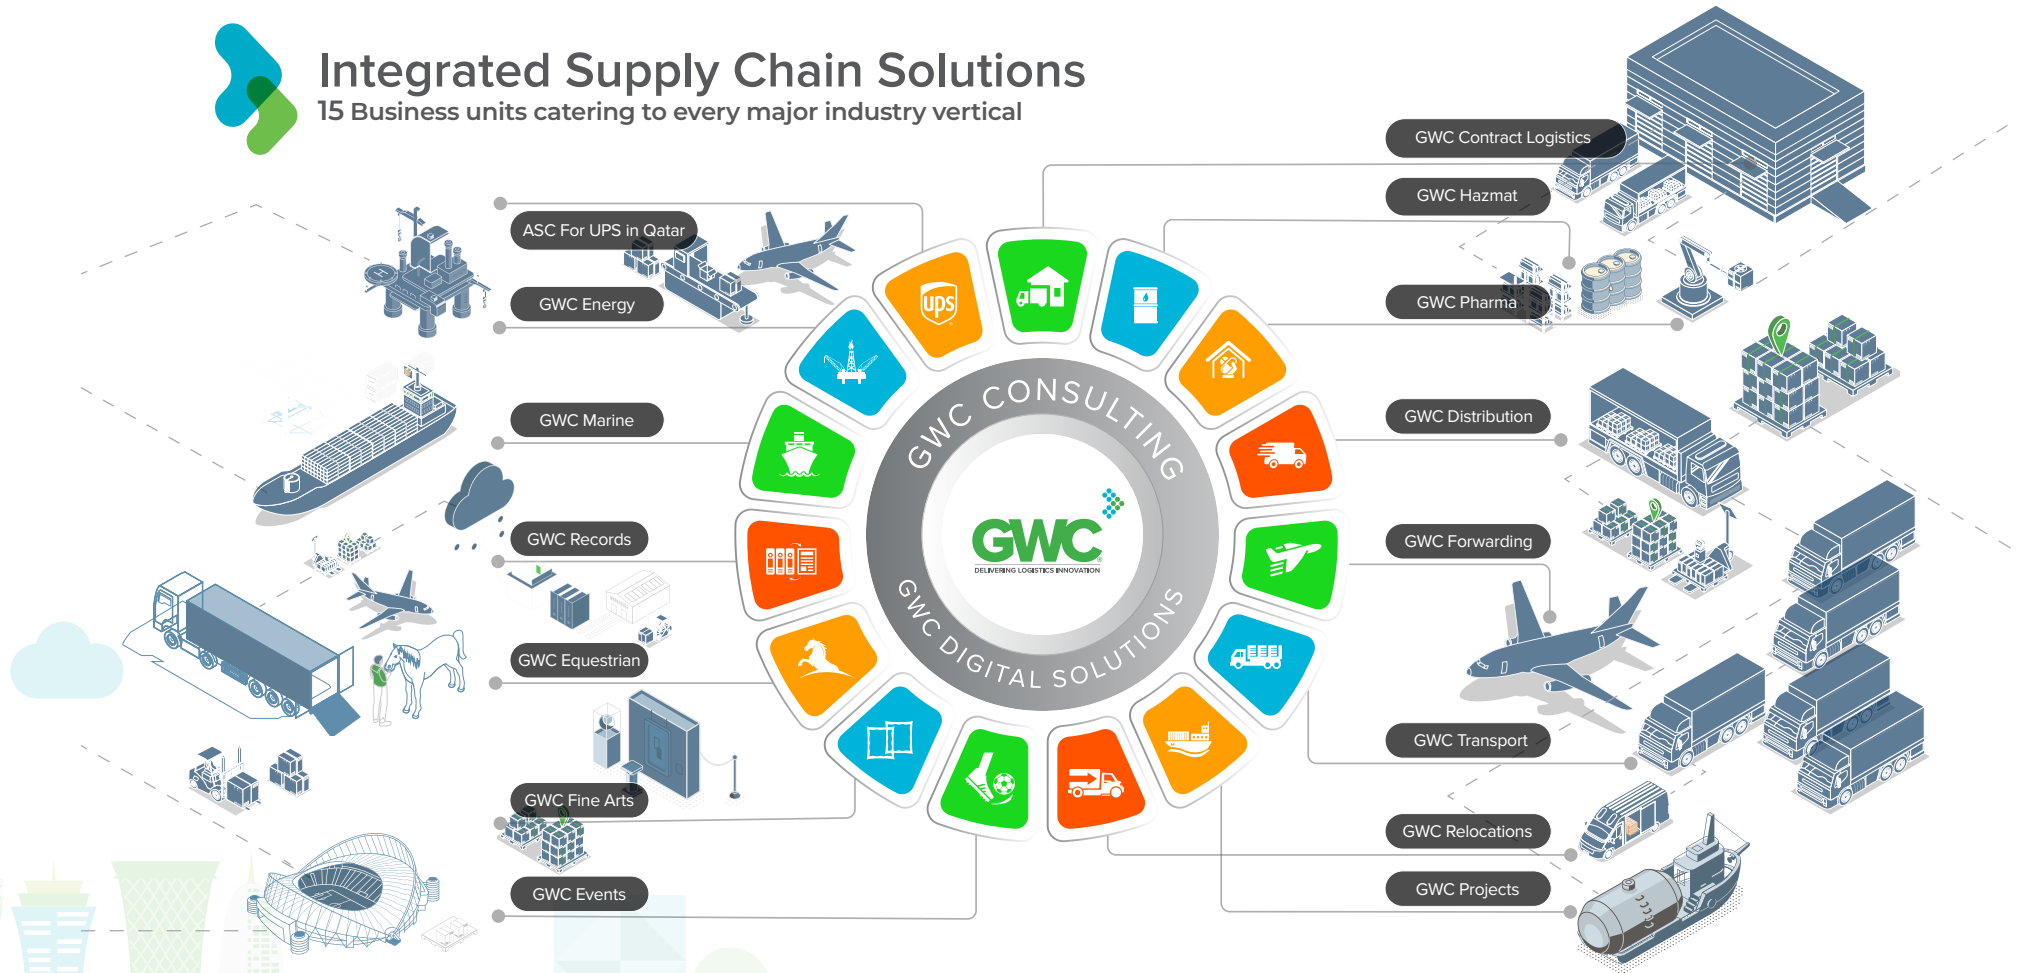 Integrated Supply Chain Solutions
15 Business units catering to every major industry vertical
ASC For UPS in Qatar
GWC Energy
GWC Marine
GWC Records
GWC Equestrian
GWC Fine Arts
GWC Events
ups
GWC CONSULTING
GWC
DELIVERING LOGISTICS INNOVATION
GWC DIGITAL SOLUTIONS
GWC Contract Logistics
GWC Hazmat
GWC Pharma
GWC Distribution
GWC Forwarding
GWC Transport
GWC Relocations
GWC Projects